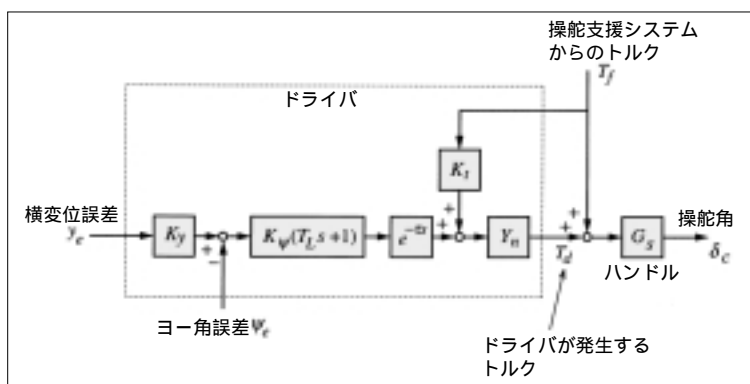 操舵支援システム
からのトルク
T_f
ドライバ
K_t
横変位誤差
y_e
K_y
+
−
K_ψ(T_L s+1)
e^{-τs}
+
+
Y_n
+
+
T_d
G_s
ハンドル
操舵角
δ_c
ヨー角誤差Ψ_e
ドライバが発生する
トルク